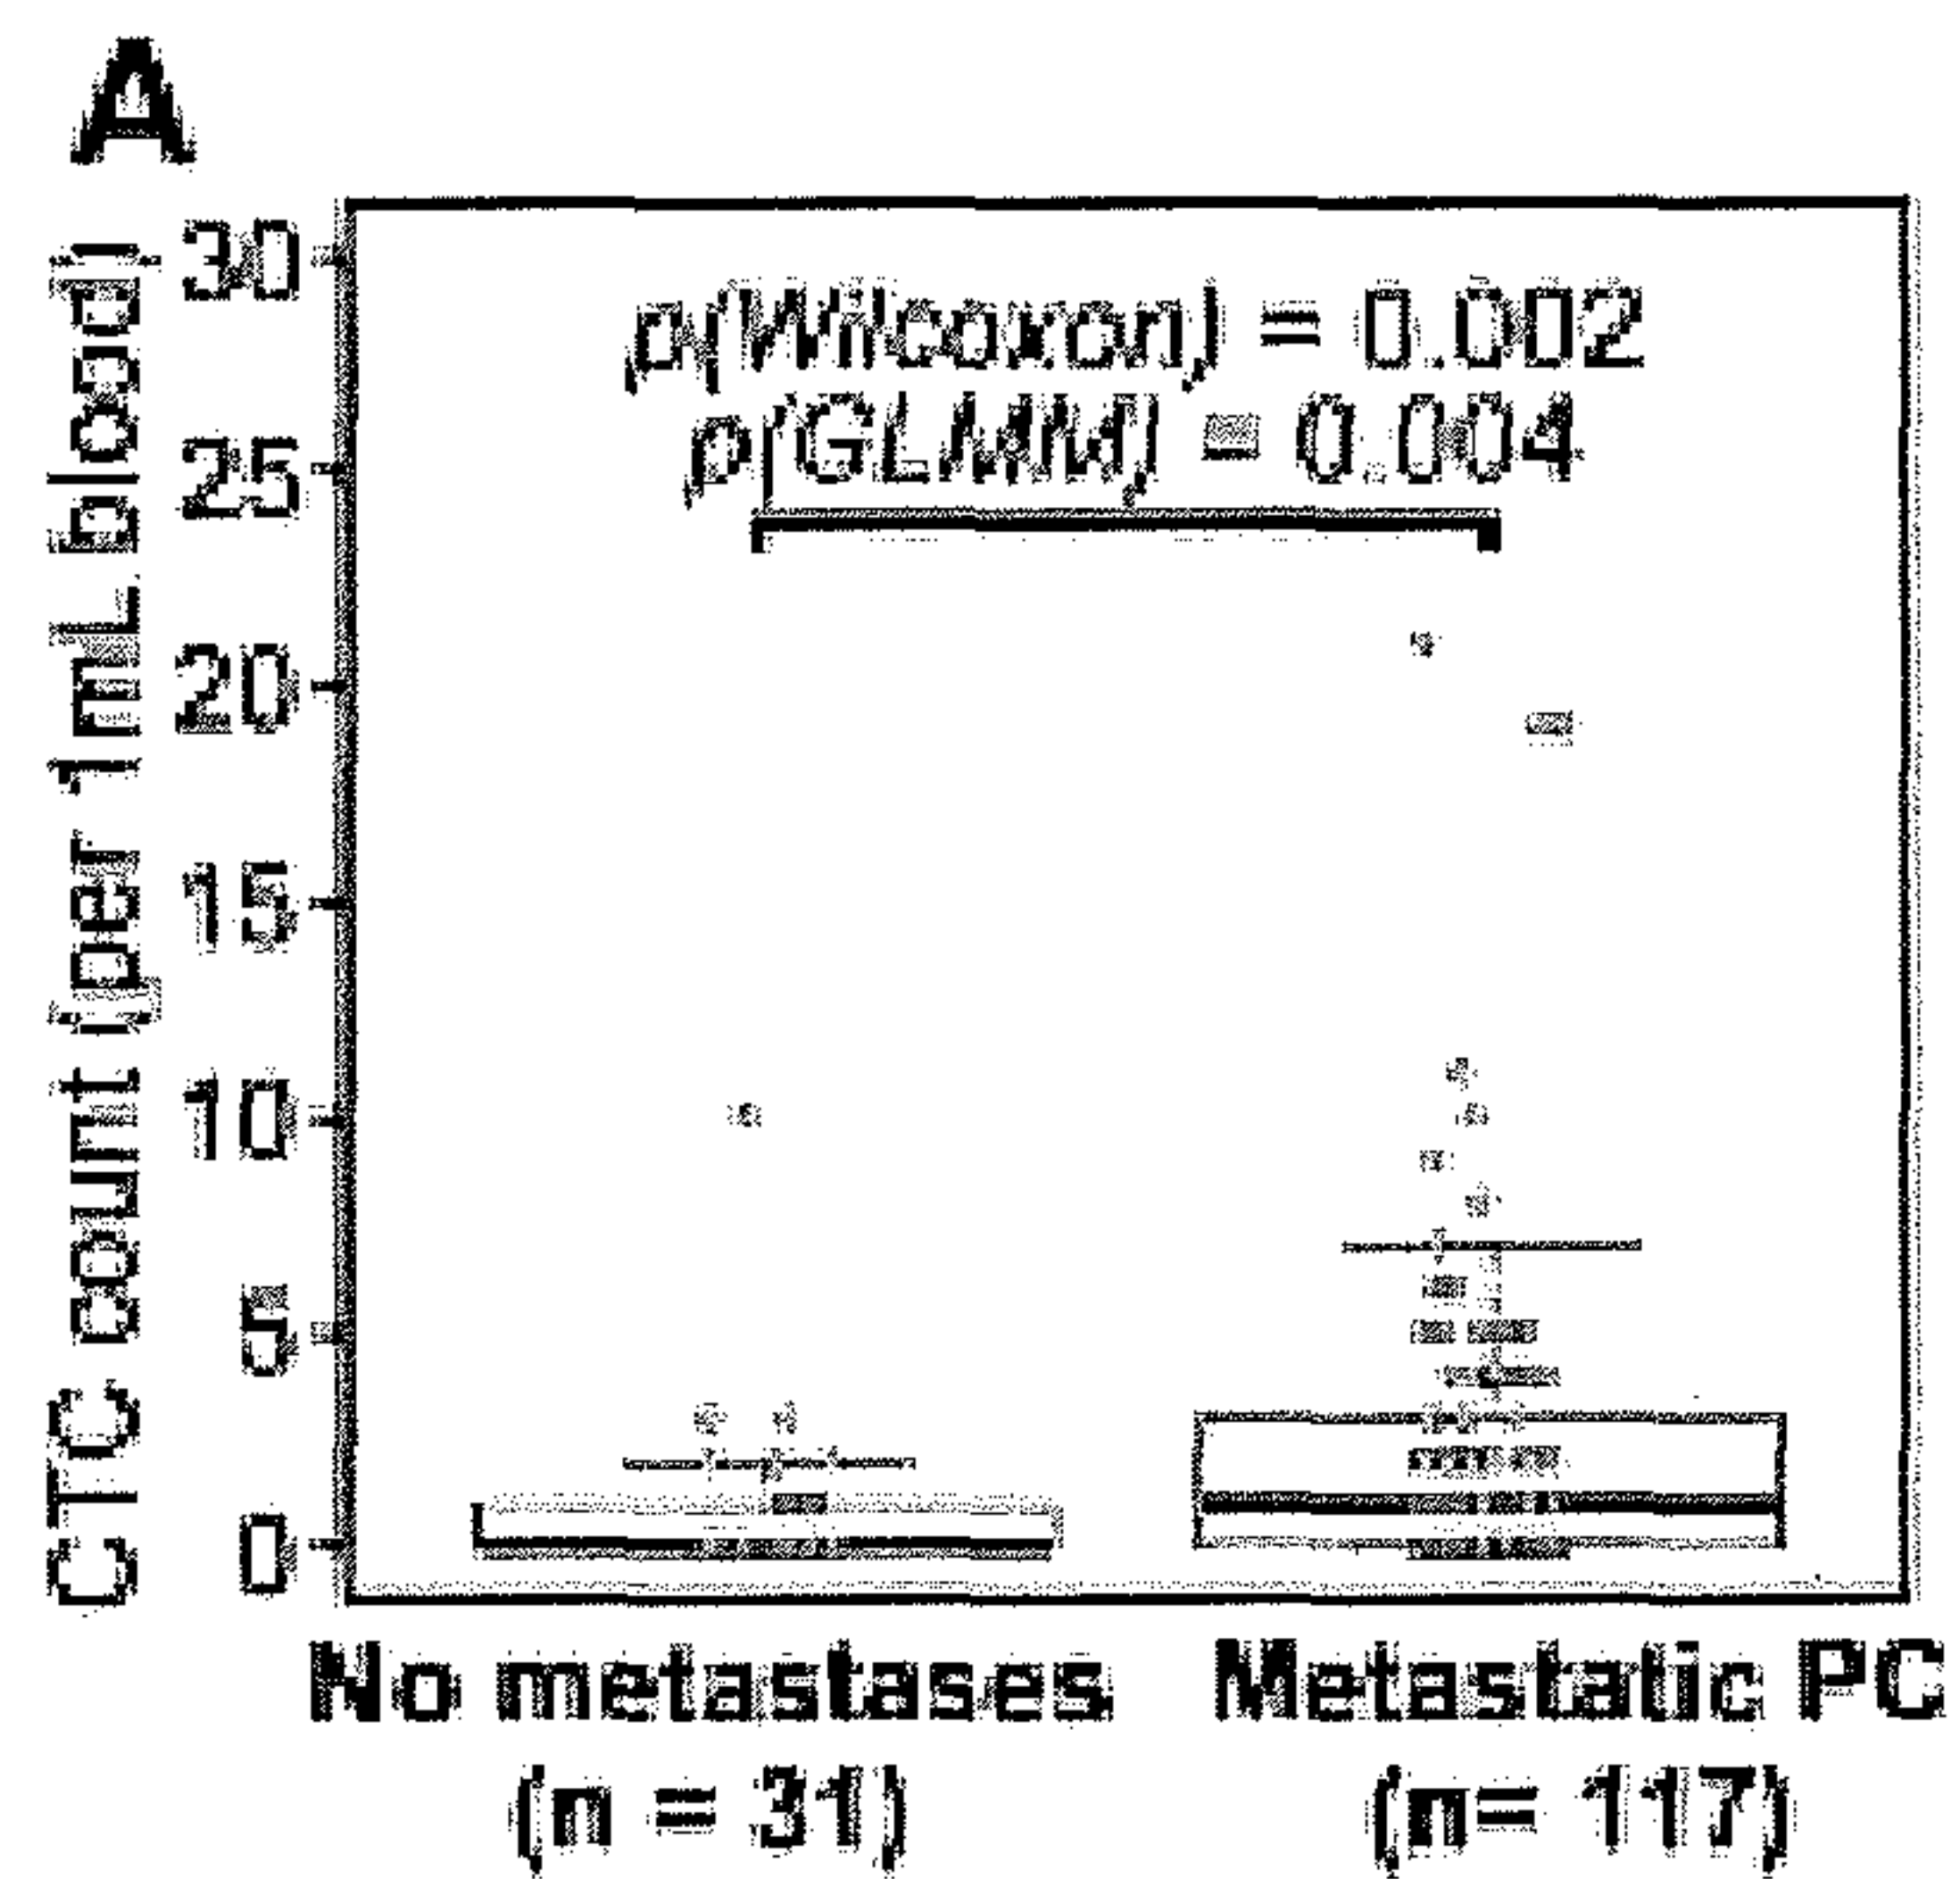 A
CTC count (per 1mL blood)
30
25
20
15
10
5
0
p(Wilcoxon) = 0.002
p(GLMM) = 0.004
No metastases
(n = 31)
Metastatic PC
(n= 117)